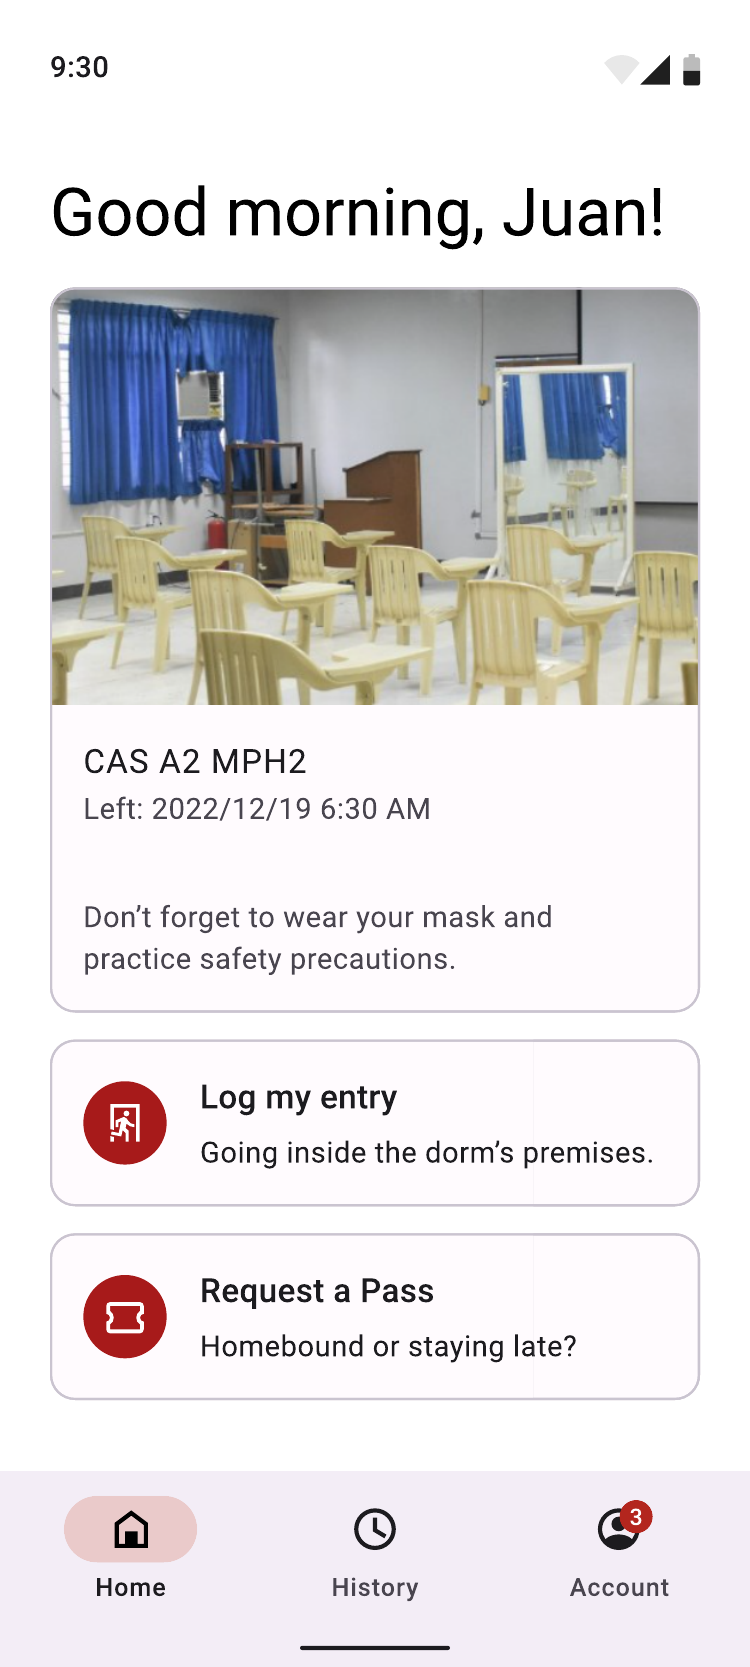 9:30
Good morning, Juan!
CAS A2 MPH2
Left: 2022/12/19 6:30 AM
Don’t forget to wear your mask and
practice safety precautions.
Log my entry
Going inside the dorm’s premises.
Request a Pass
Homebound or staying late?
3
Home
History
Account